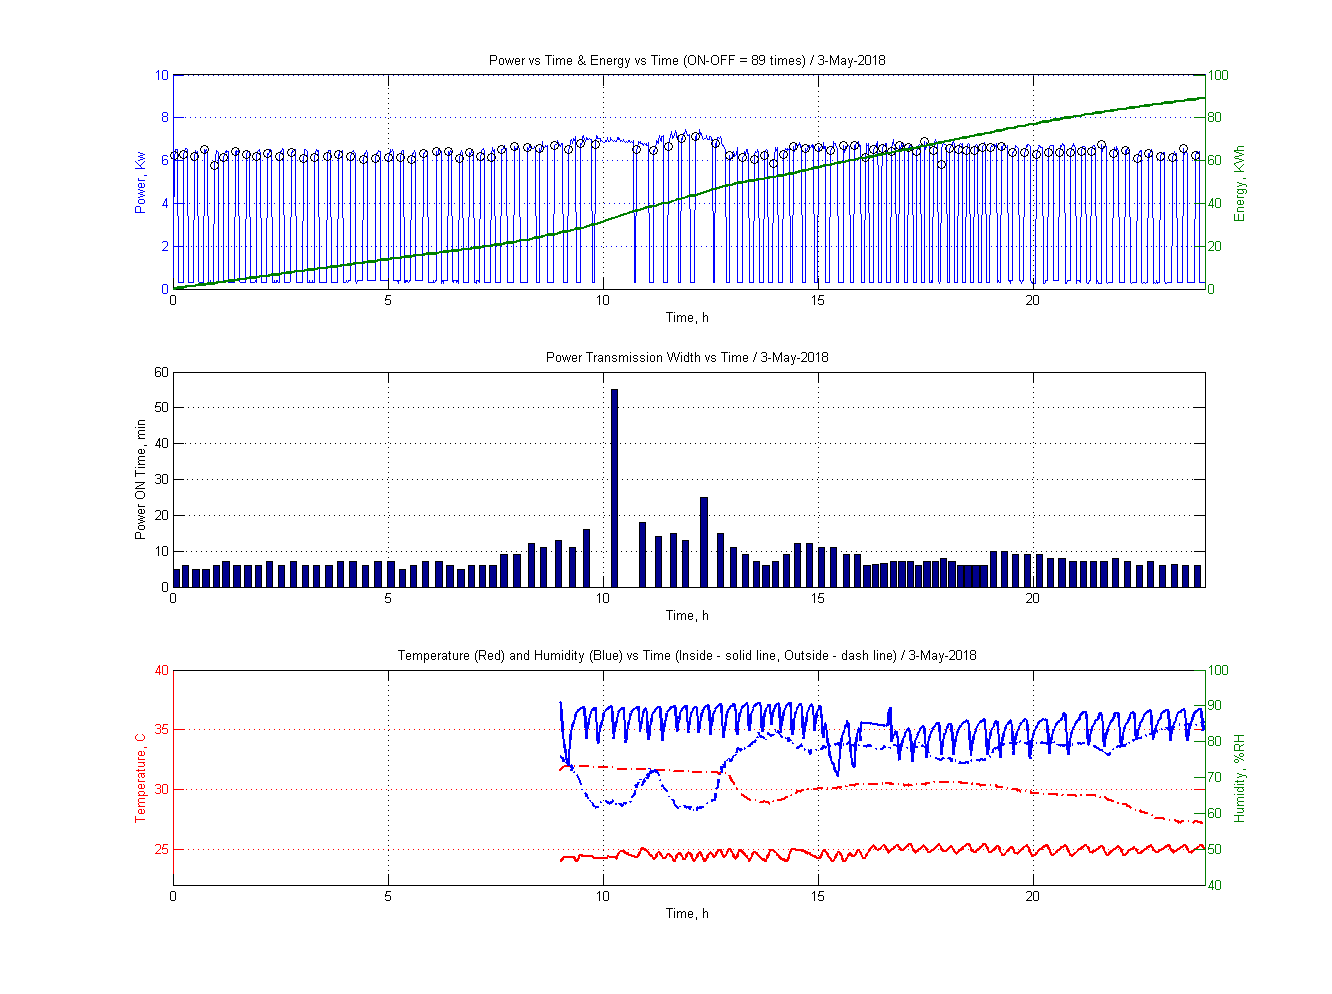 Power vs Time & Energy vs Time (ON-OFF = 89 times) / 3-May-2018
10 100
8 80
6 60
4 40
2 20
0 0
Power, Kw
Energy, KWh
0 5 10 15 20
Time, h
Power Transmission Width vs Time / 3-May-2018
60
50
40
30
20
10
0
Power ON Time, min
0 5 10 15 20
Time, h
Temperature (Red) and Humidity (Blue) vs Time (Inside - solid line, Outside - dash line) / 3-May-2018
40 100
90
35
80
70
30
60
25 50
40
Temperature, C
Humidity, %RH
0 5 10 15 20
Time, h